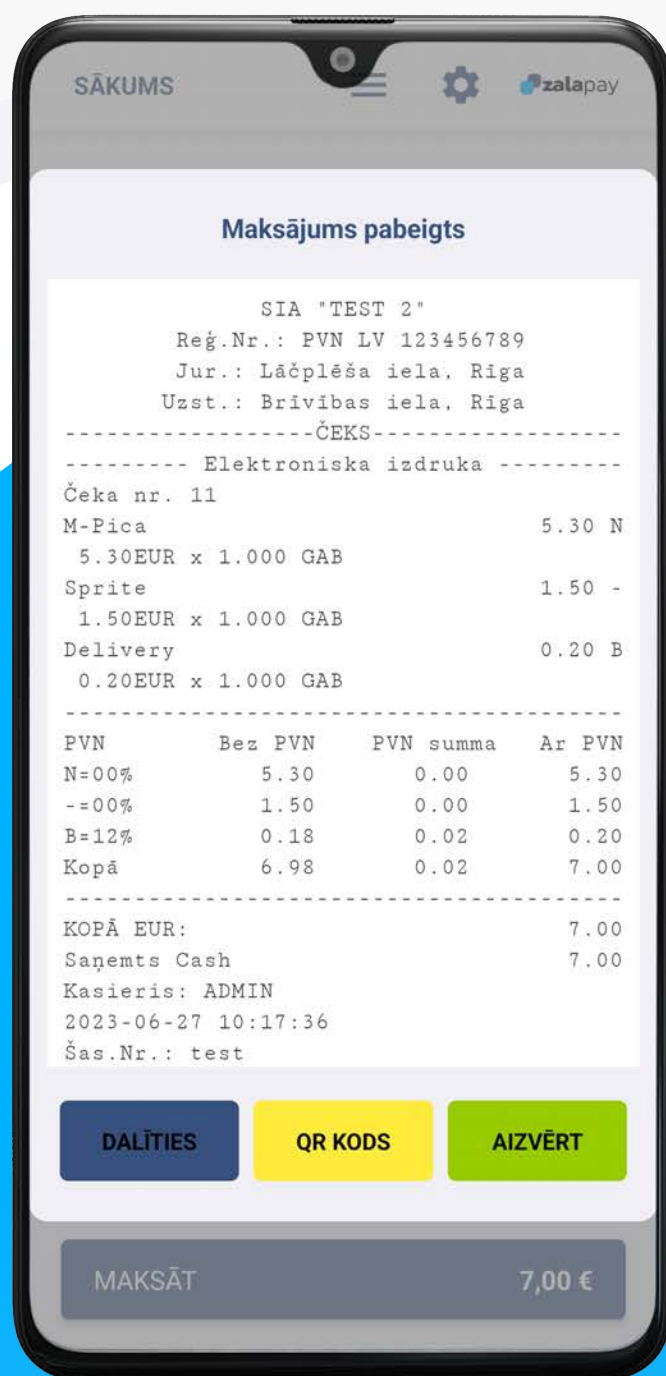 SĀKUMS zalapay
Maksājums pabeigts
SIA "TEST 2"
Reģ.Nr.: PVN LV 123456789
Jur.: Lāčplēša iela, Rīga
Uzst.: Brīvības iela, Rīga
------------------ČEKS------------------
--------- Elektroniska izdruka ---------
Čeka nr. 11
M-Pica 5.30 N
5.30EUR x 1.000 GAB
Sprite 1.50 -
1.50EUR x 1.000 GAB
Delivery 0.20 B
0.20EUR x 1.000 GAB
----------------------------------------
PVN Bez PVN PVN summa Ar PVN
N=00% 5.30 0.00 5.30
-=00% 1.50 0.00 1.50
B=12% 0.18 0.02 0.20
Kopā 6.98 0.02 7.00
----------------------------------------
KOPĀ EUR: 7.00
Saņemts Cash 7.00
Kasieris: ADMIN
2023-06-27 10:17:36
Šas.Nr.: test
DALĪTIES QR KODS AIZVĒRT
MAKSĀT 7,00 €